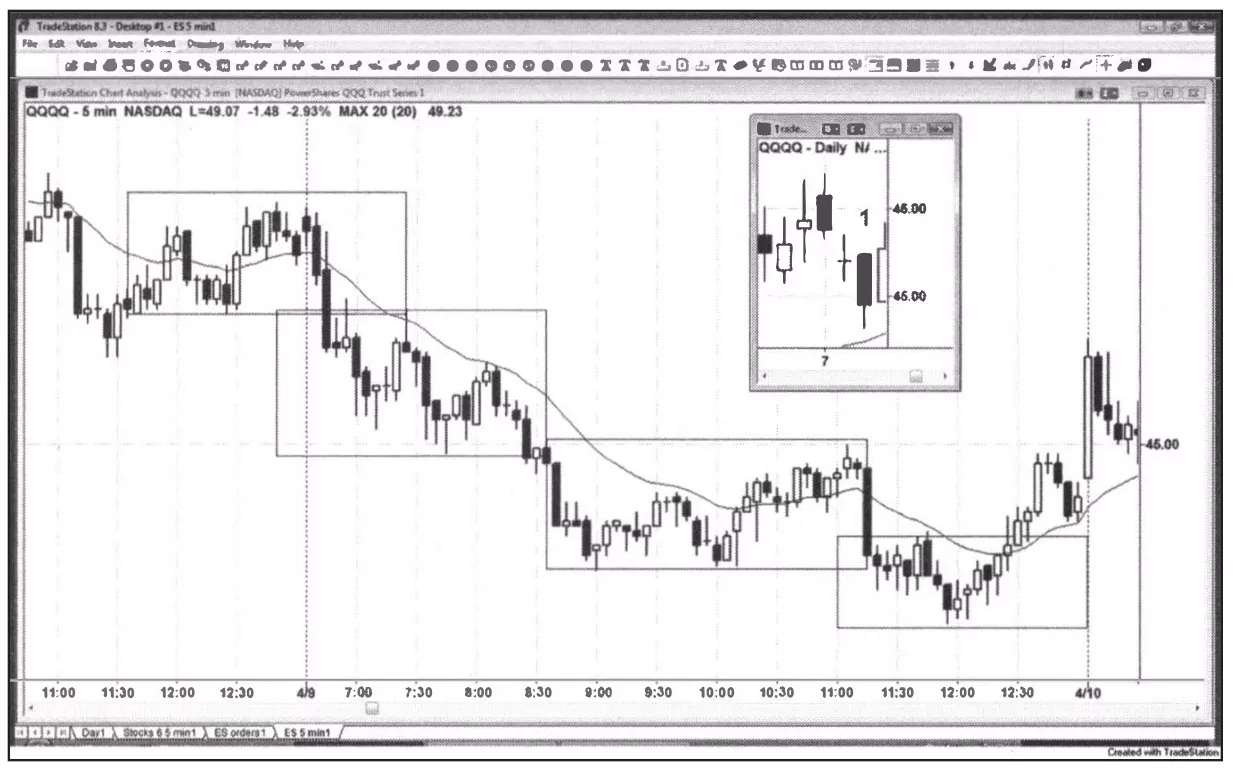 TradeStation 8.3 - Desktop #1 - ES 5 min1
File Edit View Insert Format Drawing Window Help
TradeStation Chart Analysis - QQQQ 5 min [NASDAQ] PowerShares QQQ Trust Series 1
QQQQ - 5 min NASDAQ L=49.07 -1.48 -2.93% MAX 20 (20) 49.23
Trade...
QQQQ - Daily N/ ...
1
45.00
7
45.00
11:00 11:30 12:00 12:30 4/9 7:00 7:30 8:00 8:30 9:00 9:30 10:00 10:30 11:00 11:30 12:00 12:30 4/10
Day1 Stocks 6 5 min1 ES orders1 ES 5 min1
Created with TradeStation